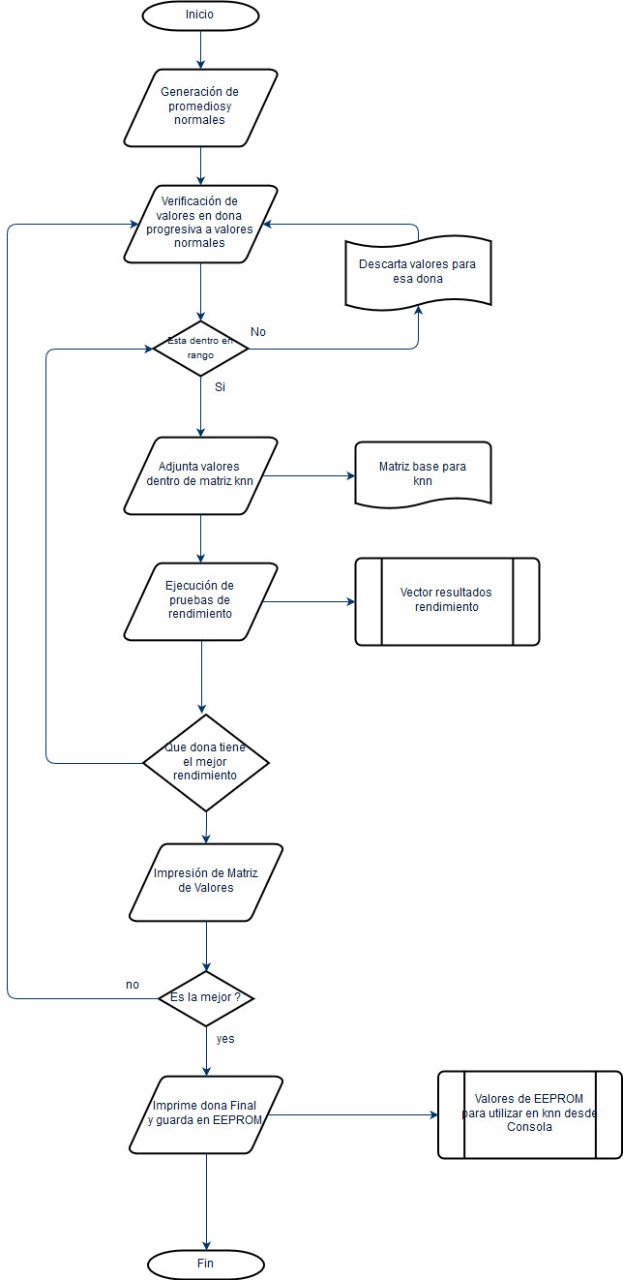 Inicio
Generación de
promediosy
normales
Verificación de
valores en dona
progresiva a valores
normales
Descarta valores para
esa dona
Esta dentro en
rango
No
Si
Adjunta valores
dentro de matriz knn
Matriz base para
knn
Ejecución de
pruebas de
rendimiento
Vector resultados
rendimiento
Que dona tiene
el mejor
rendimiento
Impresión de Matriz
de Valores
Es la mejor ?
no
yes
Imprime dona Final
y guarda en EEPROM
Valores de EEPROM
para utilizar en knn desde
Consola
Fin